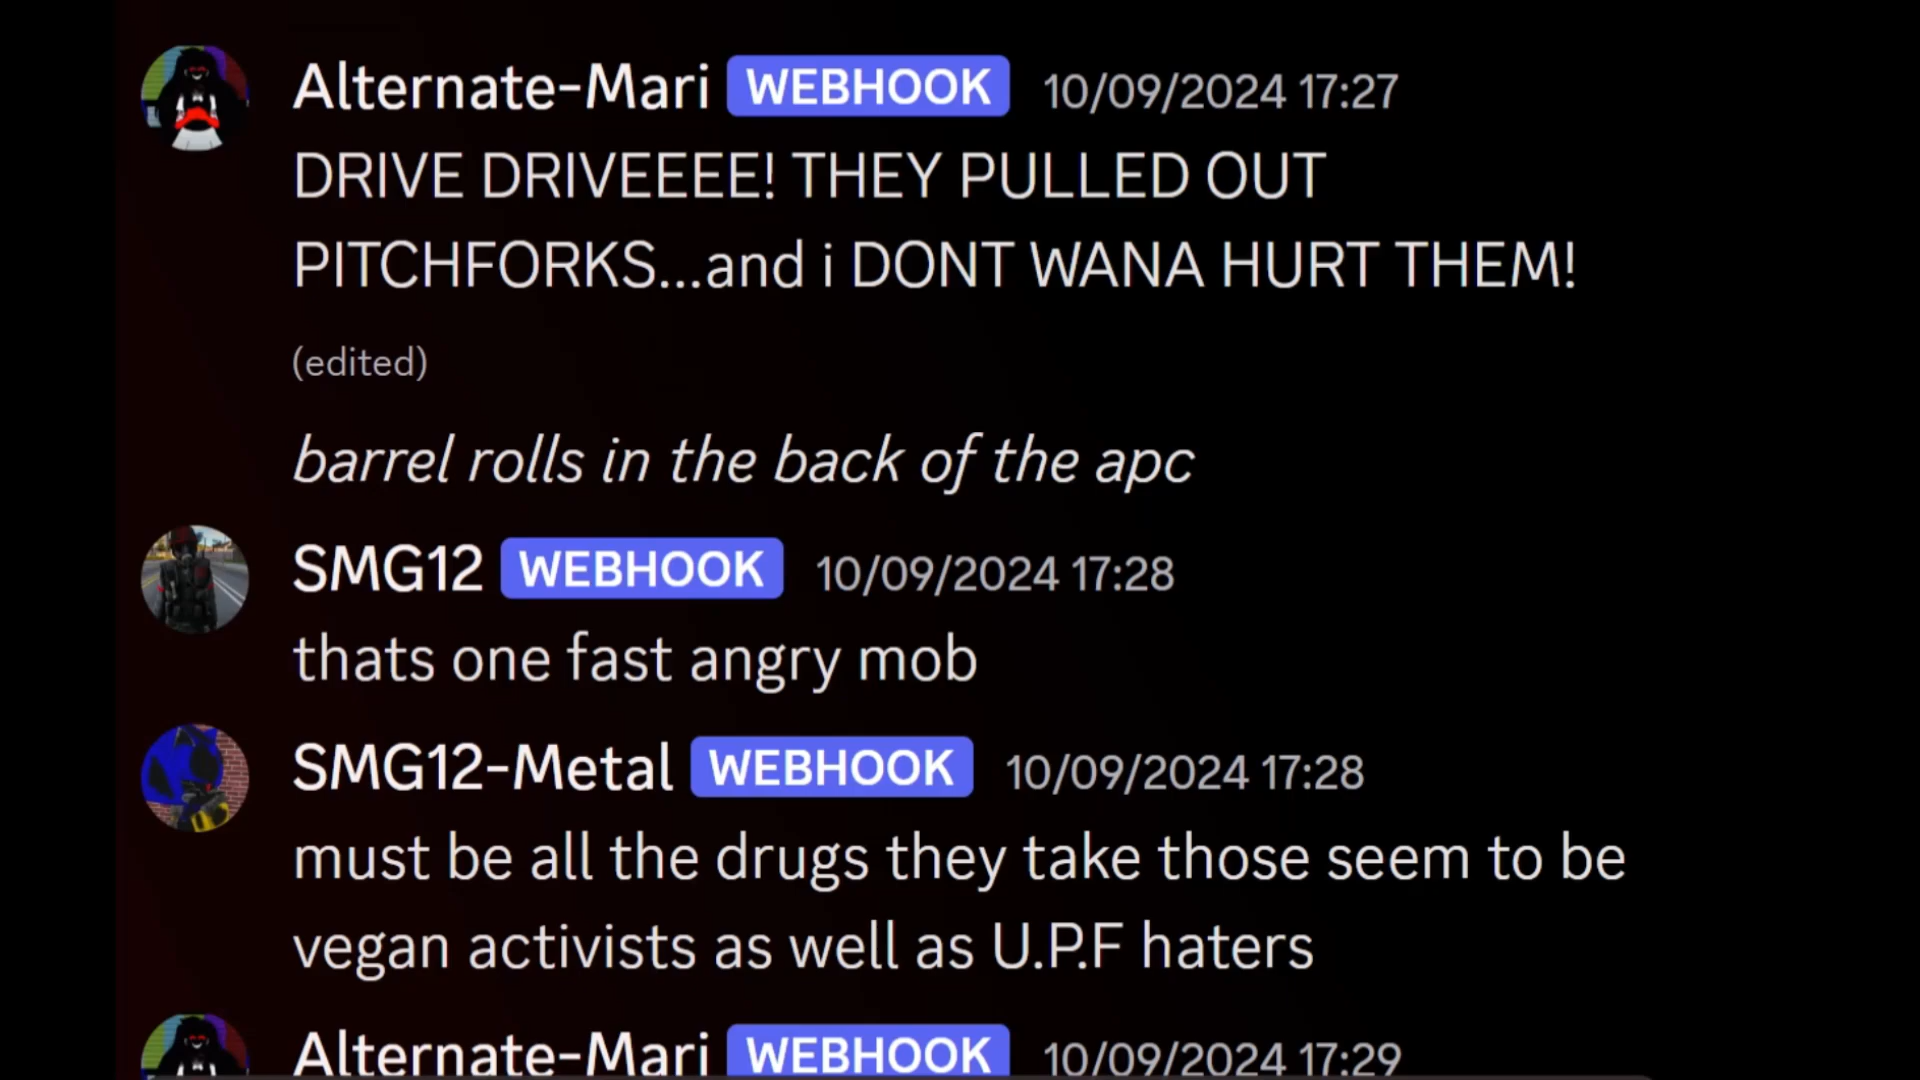 Alternate-Mari WEBHOOK 10/09/2024 17:27
DRIVE DRIVEEEE! THEY PULLED OUT
PITCHFORKS...and i DONT WANA HURT THEM!
(edited)
barrel rolls in the back of the apc
SMG12 WEBHOOK 10/09/2024 17:28
thats one fast angry mob
SMG12-Metal WEBHOOK 10/09/2024 17:28
must be all the drugs they take those seem to be
vegan activists as well as U.P.F haters
Alternate-Mari WEBHOOK 10/09/2024 17:29